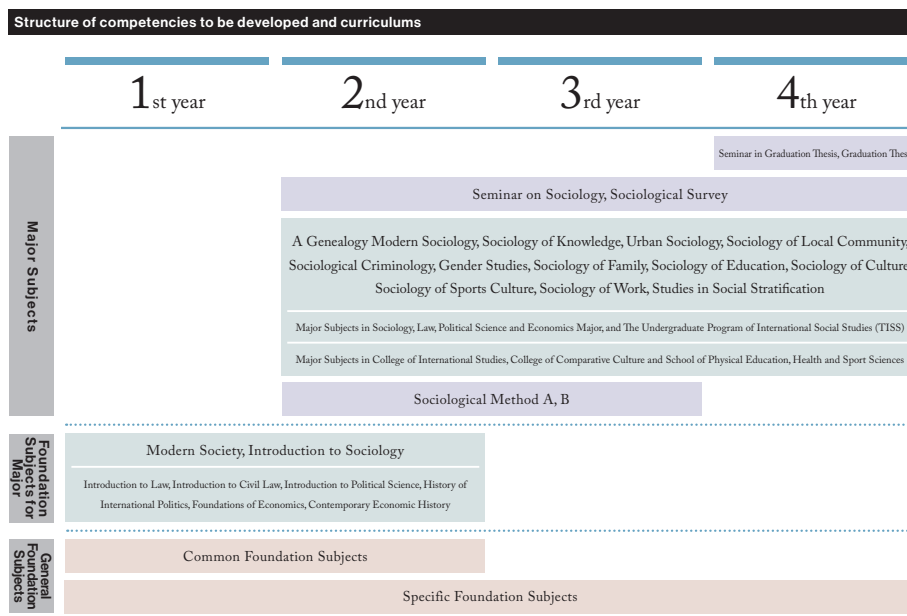 Structure of competencies to be developed and curriculums
1st year
2nd year
3rd year
4th year
Major Subjects
Seminar in Graduation Thesis, Graduation Thes
Seminar on Sociology, Sociological Survey
A Genealogy Modern Sociology, Sociology of Knowledge, Urban Sociology, Sociology of Local Community,
Sociological Criminology, Gender Studies, Sociology of Family, Sociology of Education, Sociology of Culture
Sociology of Sports Culture, Sociology of Work, Studies in Social Stratification
Major Subjects in Sociology, Law, Political Science and Economics Major, and The Undergraduate Program of International Social Studies (TISS)
Major Subjects in College of International Studies, College of Comparative Culture and School of Physical Education, Health and Sport Sciences
Sociological Method A, B
Foundation
Subjects for
Major
Modern Society, Introduction to Sociology
Introduction to Law, Introduction to Civil Law, Introduction to Political Science, History of
International Politics, Foundations of Economics, Contemporary Economic History
General
Foundation
Subjects
Common Foundation Subjects
Specific Foundation Subjects